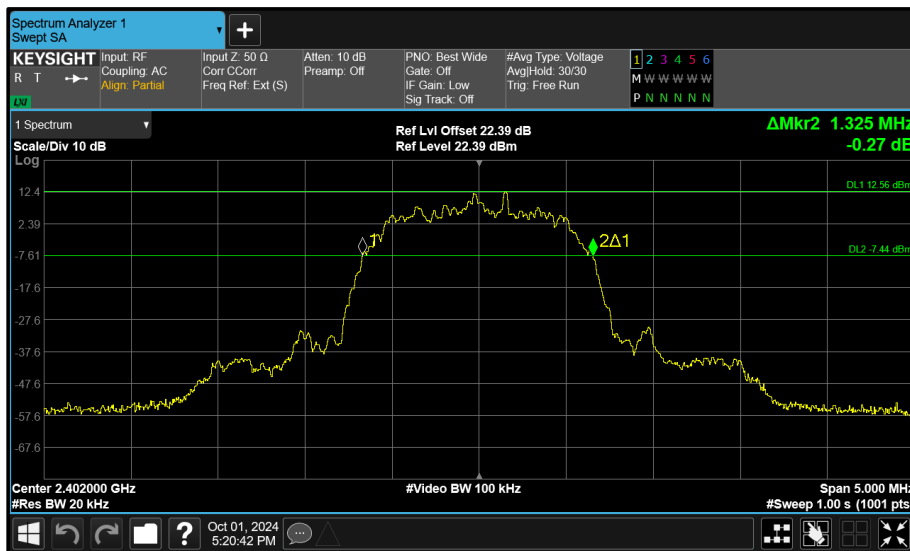 Spectrum Analyzer 1
Swept SA
+
KEYSIGHT
R T
LXI
Input: RF
Coupling: AC
Align: Partial
Input Z: 50 Ω
Corr CCorr
Freq Ref: Ext (S)
Atten: 10 dB
Preamp: Off
PNO: Best Wide
Gate: Off
IF Gain: Low
Sig Track: Off
#Avg Type: Voltage
Avg|Hold: 30/30
Trig: Free Run
1 2 3 4 5 6
M W W W W W
P N N N N N
1 Spectrum
Scale/Div 10 dB
Log
Ref Lvl Offset 22.39 dB
Ref Level 22.39 dBm
ΔMkr2 1.325 MHz
-0.27 dB
DL1 12.56 dBm
12.4
2.39
1
2Δ1
DL2 -7.44 dBm
-7.61
-17.6
-27.6
-37.6
-47.6
-57.6
-67.6
Center 2.402000 GHz
#Res BW 20 kHz
#Video BW 100 kHz
Span 5.000 MHz
#Sweep 1.00 s (1001 pts
?
Oct 01, 2024
5:20:42 PM